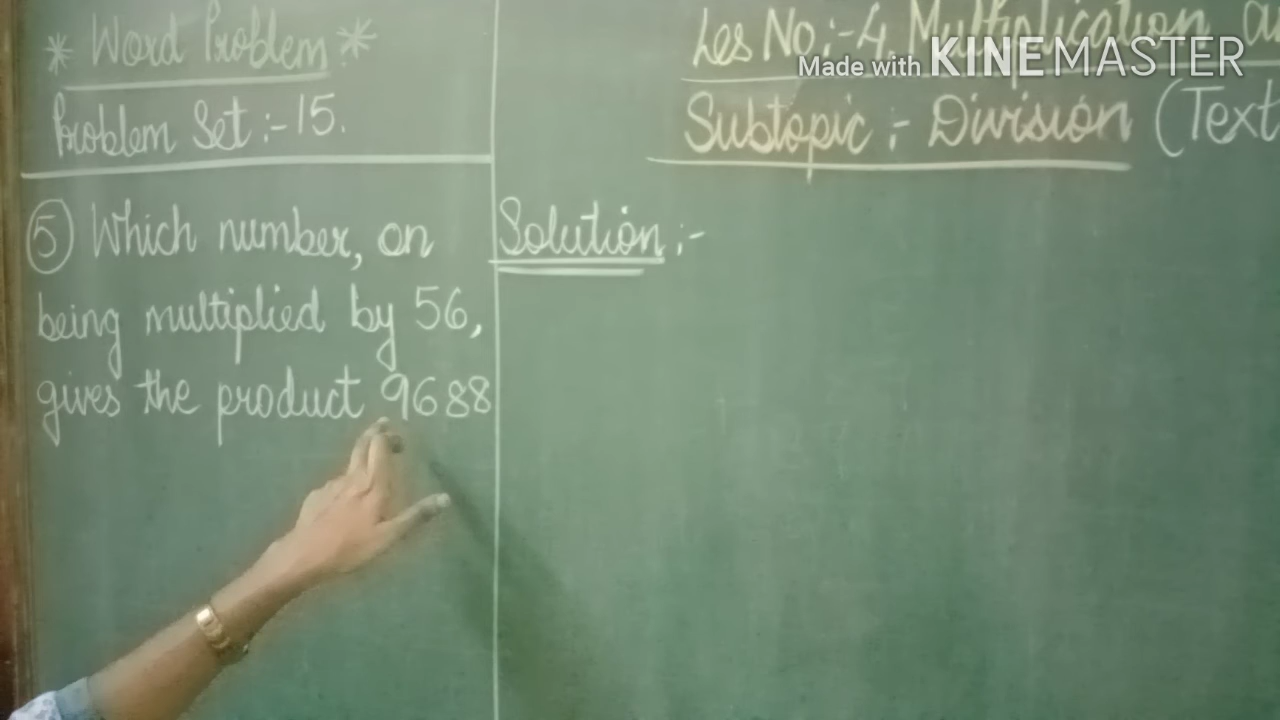 * Word Problem *
Problem Set :- 15.
Les No :- 4. Multiplication
Made with KINEMASTER
Subtopic :- Division (Text
5 Which number, on
being multiplied by 56,
gives the product 9688
Solution :-